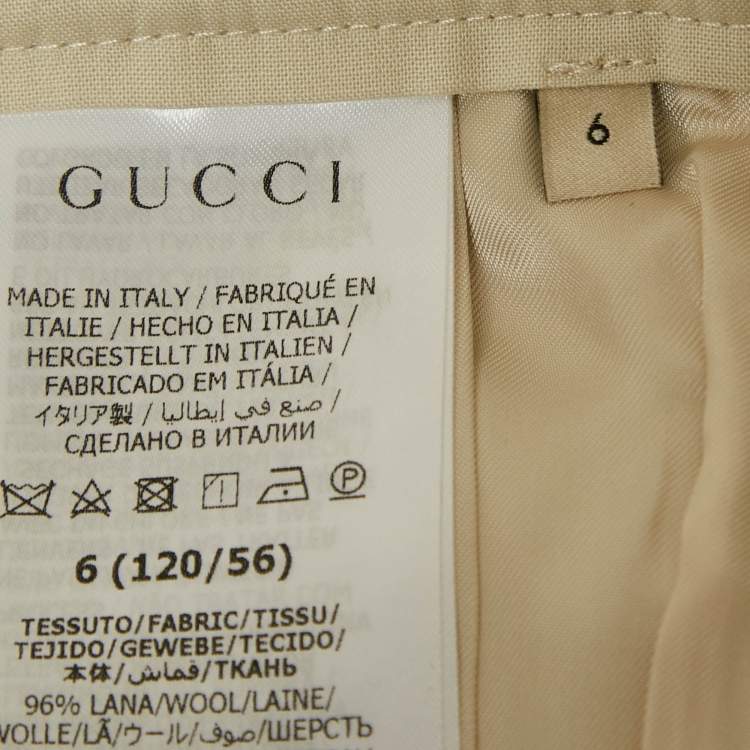 6
GUCCI
MADE IN ITALY / FABRIQUÉ EN
ITALIE / HECHO EN ITALIA /
HERGESTELLT IN ITALIEN /
FABRICADO EM ITÁLIA /
イタリア製 / صنع في إيطاليا /
СДЕЛАНО В ИТАЛИИ
P
6 (120/56)
TESSUTO/FABRIC/TISSU/
TEJIDO/GEWEBE/TECIDO/
本体/قماش/ТКАНЬ
96% LANA/WOOL/LAINE/
WOLLE/LÃ/ウール/صوف/ШЕРСТЬ